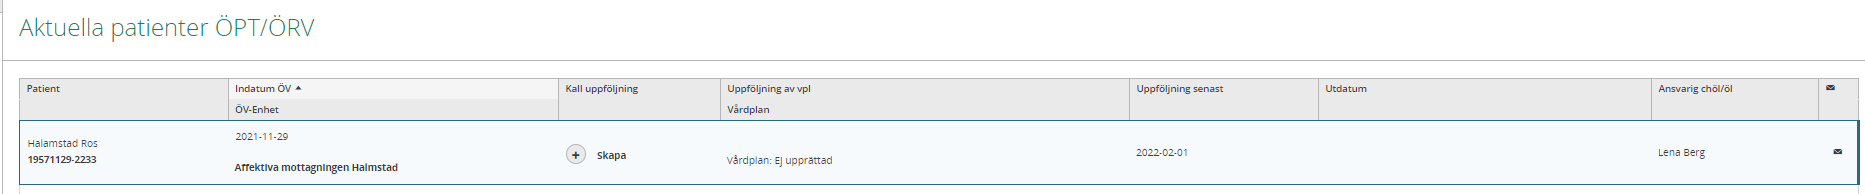 Aktuella patienter ÖPT/ÖRV
Patient
Indatum ÖV
ÖV-Enhet
Kall uppföljning
Uppföljning av vpl
Vårdplan
Uppföljning senast
Utdatum
Ansvarig chöl/öl
Halamstad Ros
19571129-2233
2021-11-29
Affektiva mottagningen Halmstad
Skapa
Vårdplan: Ej upprättad
2022-02-01
Lena Berg